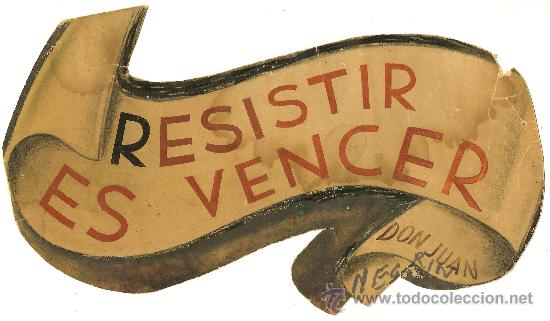 RESISTIR
ES VENCER
DON JUAN
NEGRIN
www.todocoleccion.net